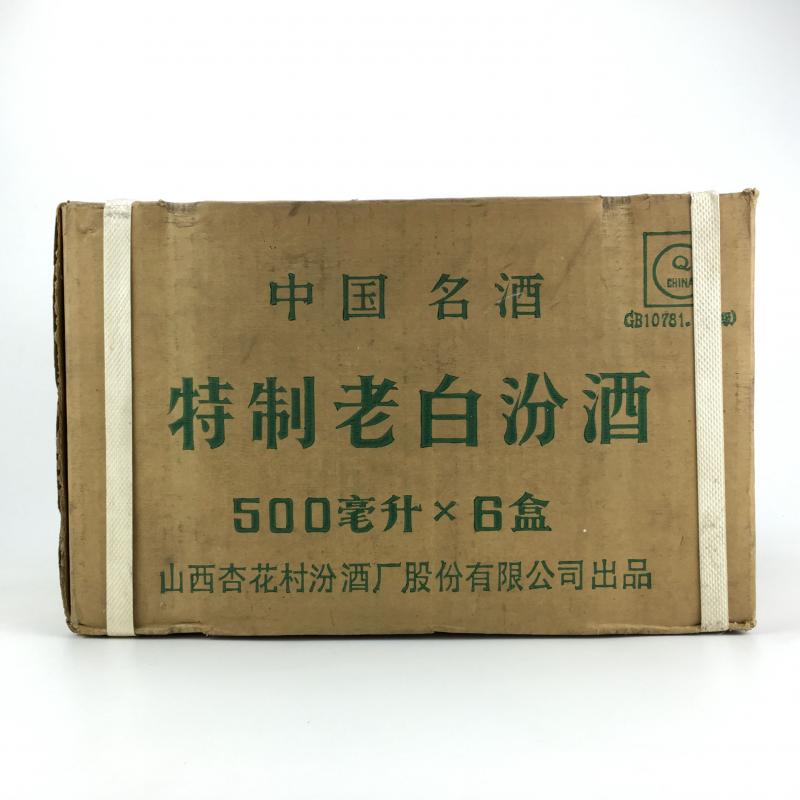 中国 名酒
Q
CHINA
GB10781.
特制老白汾酒
500毫升×6盒
山西杏花村汾酒厂股份有限公司出品